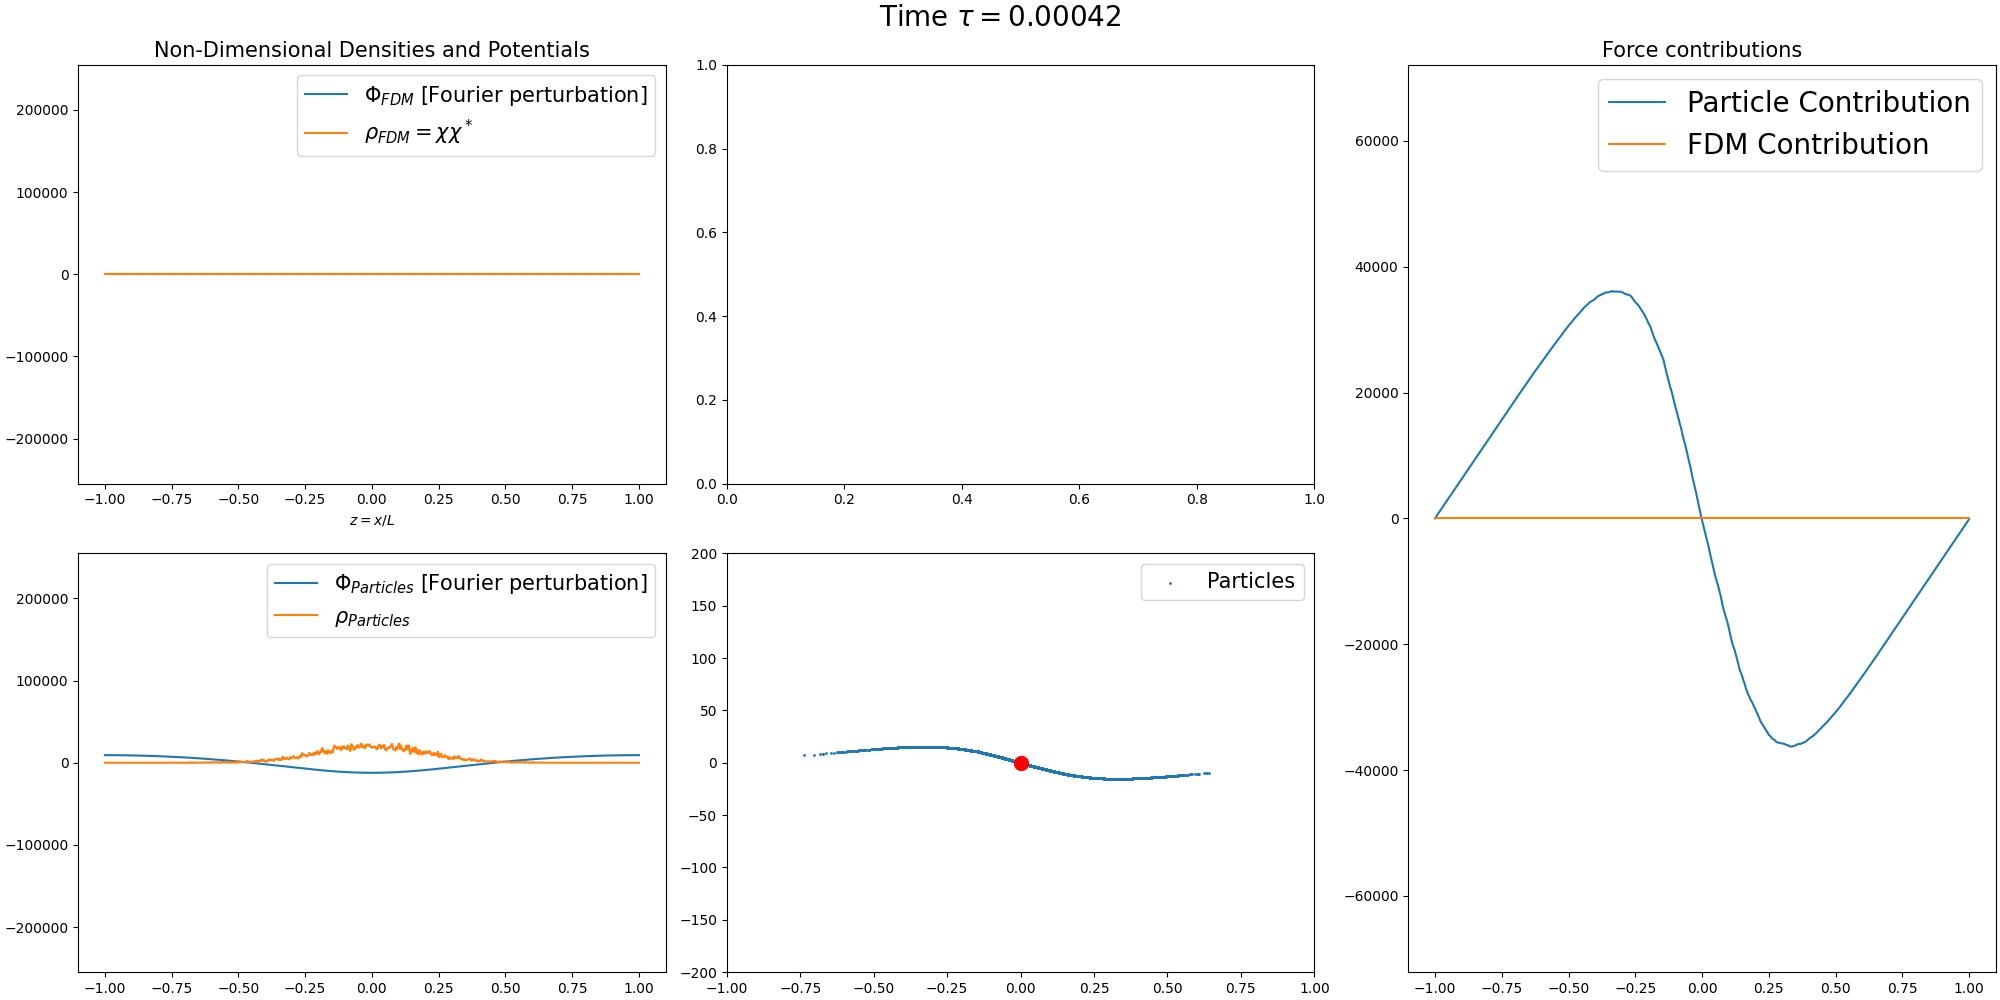 Time τ = 0.00042
Non-Dimensional Densities and Potentials
Φ_FDM [Fourier perturbation]
ρ_FDM = χχ*
200000
100000
0
−100000
−200000
−1.00 −0.75 −0.50 −0.25 0.00 0.25 0.50 0.75 1.00
z = x/L
1.0
0.8
0.6
0.4
0.2
0.0
0.0 0.2 0.4 0.6 0.8 1.0
Force contributions
Particle Contribution
FDM Contribution
60000
40000
20000
0
−20000
−40000
−60000
−1.00 −0.75 −0.50 −0.25 0.00 0.25 0.50 0.75 1.00
Φ_Particles [Fourier perturbation]
ρ_Particles
200000
100000
0
−100000
−200000
−1.00 −0.75 −0.50 −0.25 0.00 0.25 0.50 0.75 1.00
Particles
200
150
100
50
0
−50
−100
−150
−200
−1.00 −0.75 −0.50 −0.25 0.00 0.25 0.50 0.75 1.00